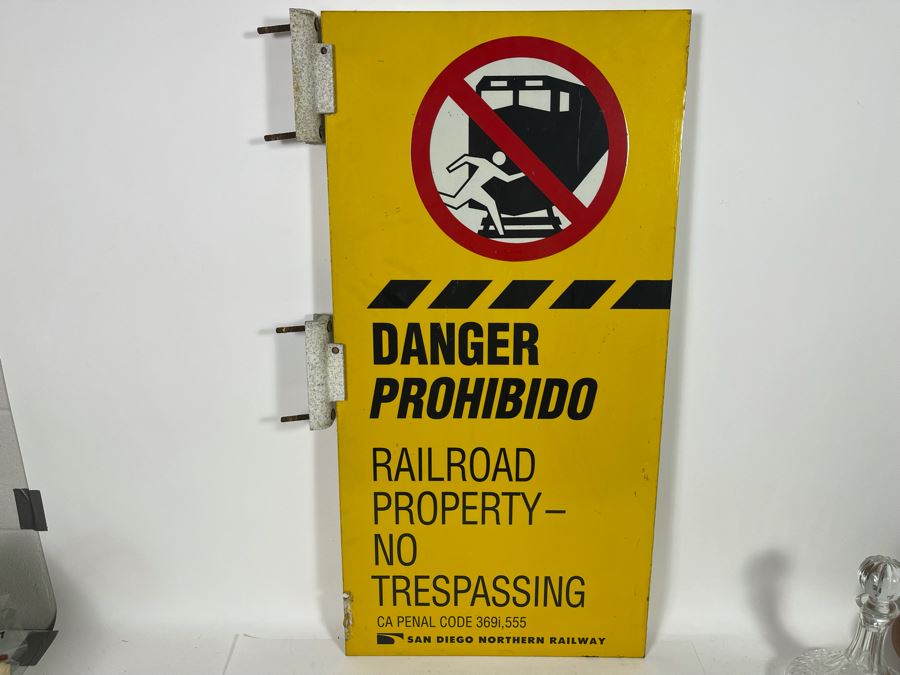 DANGER
PROHIBIDO
RAILROAD
PROPERTY–
NO
TRESPASSING
CA PENAL CODE 369i,555
SAN DIEGO NORTHERN RAILWAY